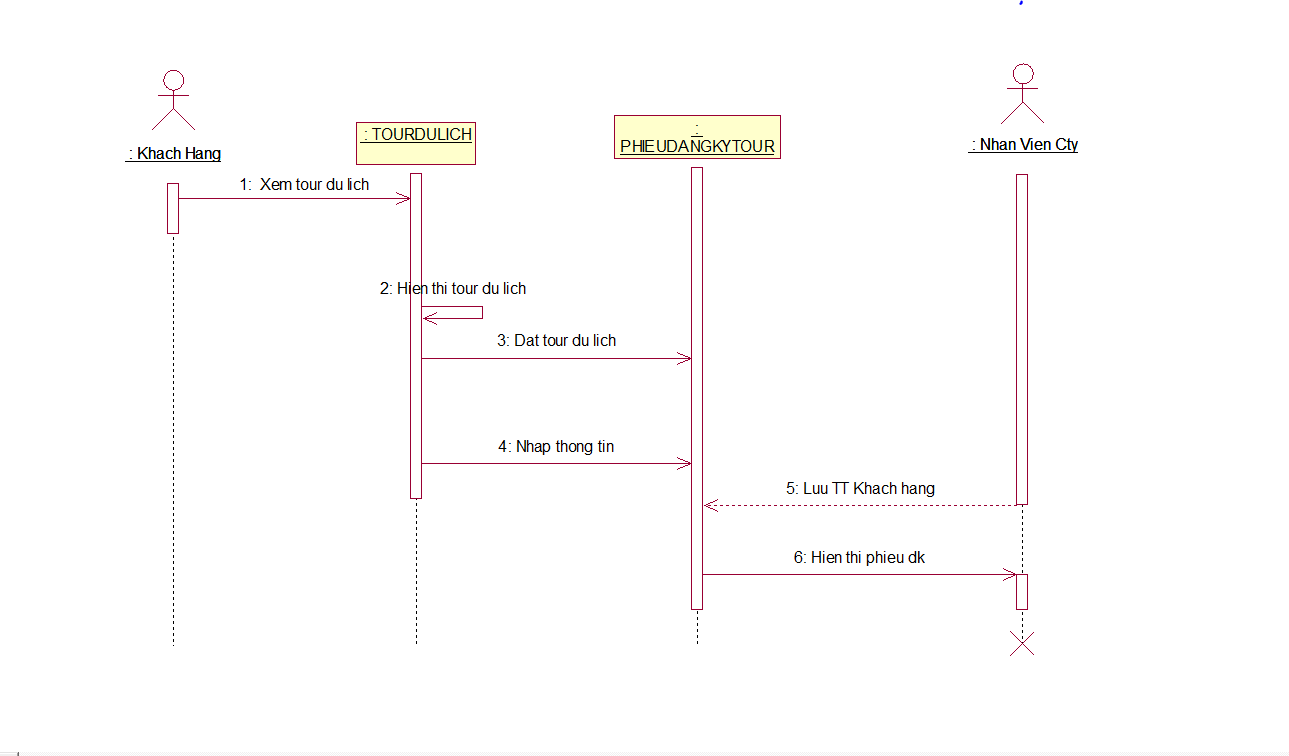 : Khach Hang
: TOURDULICH
:
PHIEUDANGKYTOUR
: Nhan Vien Cty
1:  Xem tour du lich
2: Hien thi tour du lich
3: Dat tour du lich
4: Nhap thong tin
5: Luu TT Khach hang
6: Hien thi phieu dk